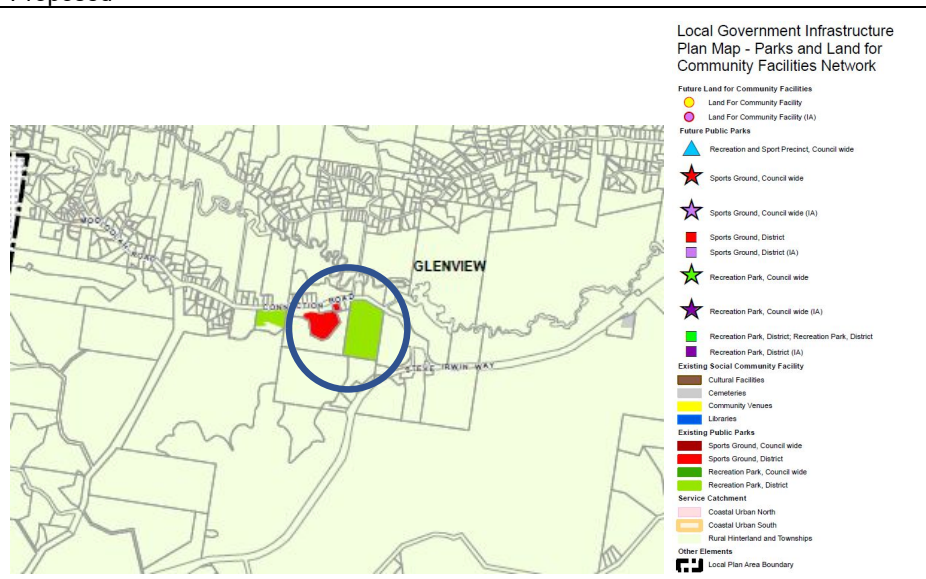 Proposed
Local Government Infrastructure
Plan Map - Parks and Land for
Community Facilities Network
Future Land for Community Facilities
Land For Community Facility
Land For Community Facility (IA)
Future Public Parks
Recreation and Sport Precinct, Council wide
Sports Ground, Council wide
Sports Ground, Council wide (IA)
Sports Ground, District
Sports Ground, District (IA)
Recreation Park, Council wide
Recreation Park, Council wide (IA)
Recreation Park, District; Recreation Park, District
Recreation Park, District (IA)
Existing Social Community Facility
Cultural Facilities
Cemeteries
Community Venues
Libraries
Existing Public Parks
Sports Ground, Council wide
Sports Ground, District
Recreation Park, Council wide
Recreation Park, District
Service Catchment
Coastal Urban North
Coastal Urban South
Rural Hinterland and Townships
Other Elements
Local Plan Area Boundary
MOOLOOLAH ROAD
GLENVIEW
CONNECTION ROAD
STEVE IRWIN WAY